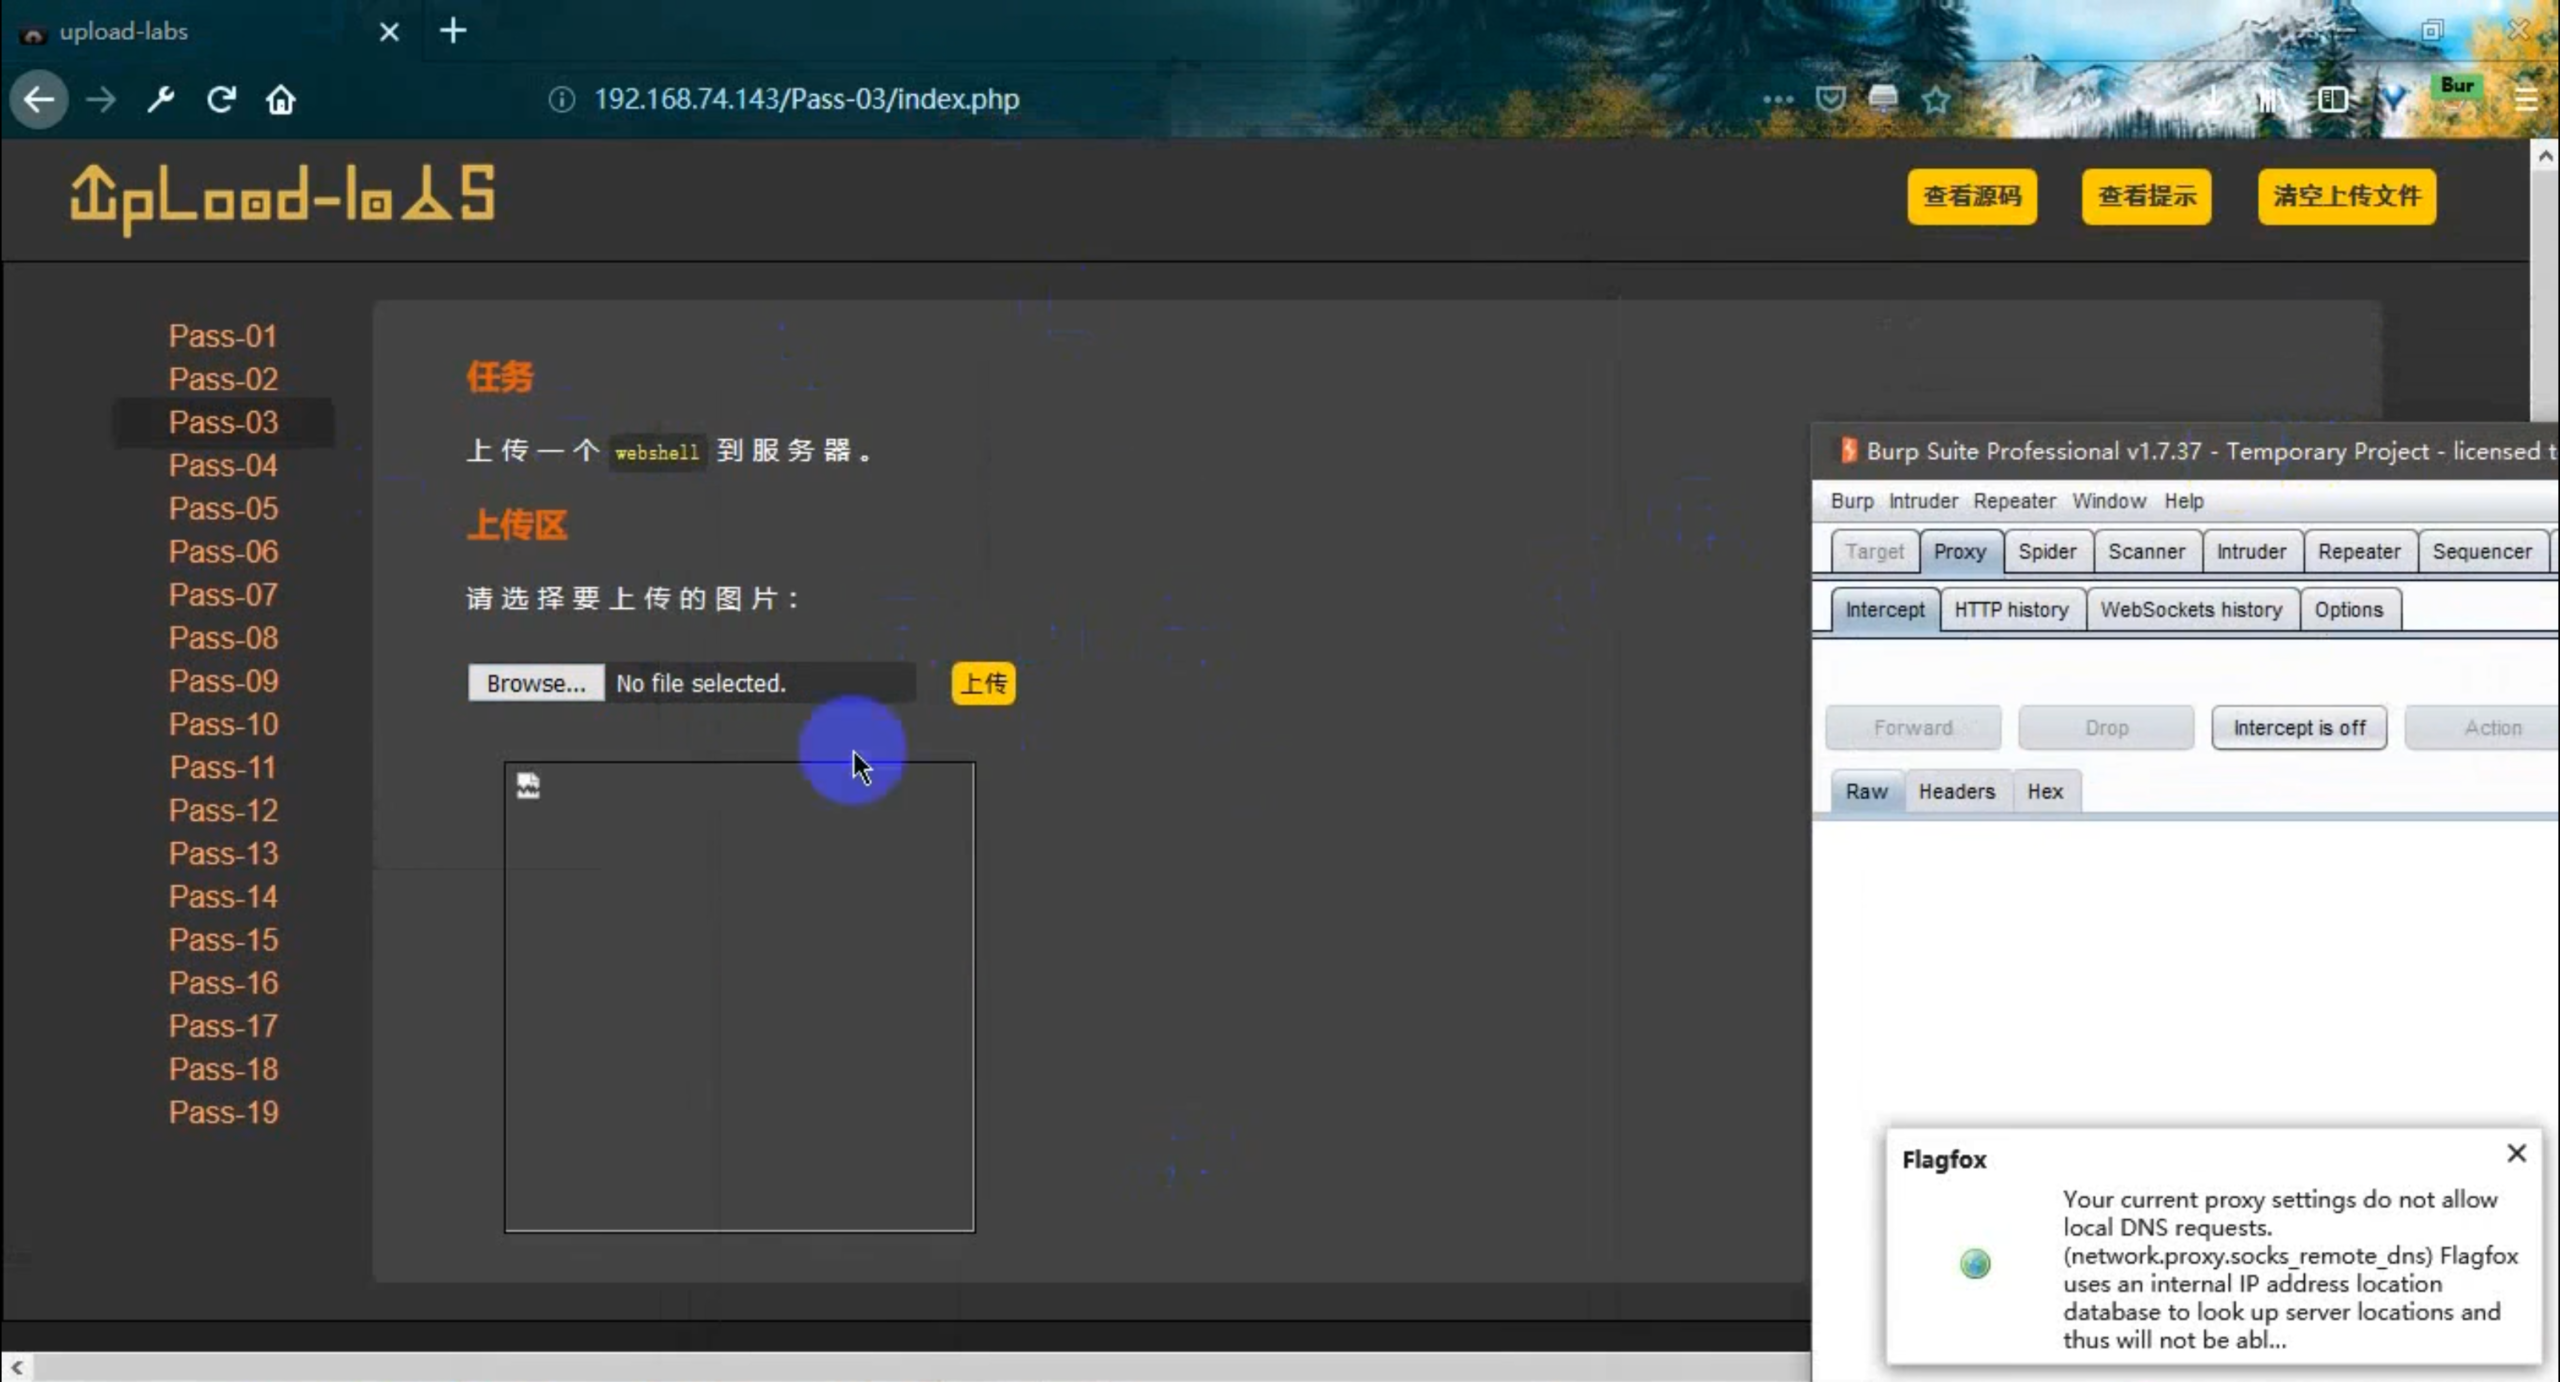 upload-labs
192.168.74.143/Pass-03/index.php
Bur
UpLoad-labs
查看源码
查看提示
清空上传文件
Pass-01
Pass-02
Pass-03
Pass-04
Pass-05
Pass-06
Pass-07
Pass-08
Pass-09
Pass-10
Pass-11
Pass-12
Pass-13
Pass-14
Pass-15
Pass-16
Pass-17
Pass-18
Pass-19
任务
上传一个 webshell 到服务器。
上传区
请选择要上传的图片：
Browse... No file selected. 上传
Burp Suite Professional v1.7.37 - Temporary Project - licensed t
Burp Intruder Repeater Window Help
Target Proxy Spider Scanner Intruder Repeater Sequencer
Intercept HTTP history WebSockets history Options
Forward Drop Intercept is off Action
Raw Headers Hex
Flagfox
Your current proxy settings do not allow
local DNS requests.
(network.proxy.socks_remote_dns) Flagfox
uses an internal IP address location
database to look up server locations and
thus will not be abl...